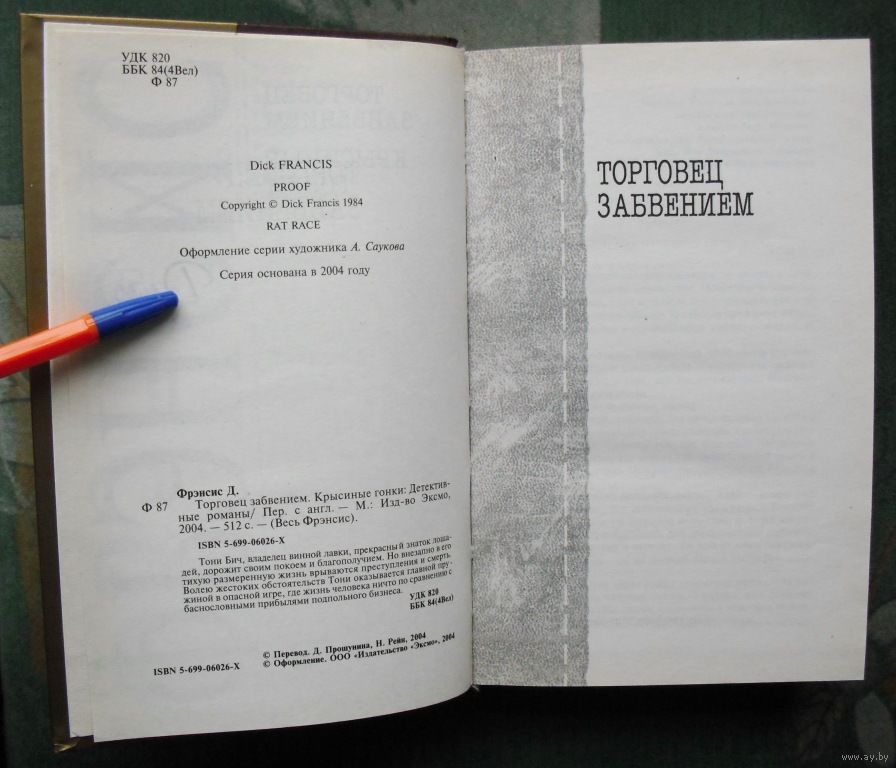 УДК 820
ББК 84(4Вел)
Ф 87
Dick FRANCIS
PROOF
Copyright © Dick Francis 1984
RAT RACE
Оформление серии художника А. Саукова
Серия основана в 2004 году
Фрэнсис Д.
Ф 87 Торговец забвением. Крысиные гонки: Детектив-
ные романы/ Пер. с англ. — М.: Изд-во Эксмо,
2004. — 512 с. — (Весь Фрэнсис).
ISBN 5-699-06026-X
Тони Бич, владелец винной лавки, прекрасный знаток лоша-
дей, дорожит своим покоем и благополучием. Но внезапно в его
тихую размеренную жизнь врываются преступления и смерть.
Волею жестоких обстоятельств Тони оказывается главной пру-
жиной в опасной игре, где жизнь человека ничто по сравнению с
баснословными прибылями подпольного бизнеса.
УДК 820
ББК 84(4Вел)
© Перевод. Д. Прошунина, Н. Рейн, 2004
ISBN 5-699-06026-X © Оформление. ООО «Издательство «Эксмо», 2004
ТОРГОВЕЦ
ЗАБВЕНИЕМ
www.ay.by